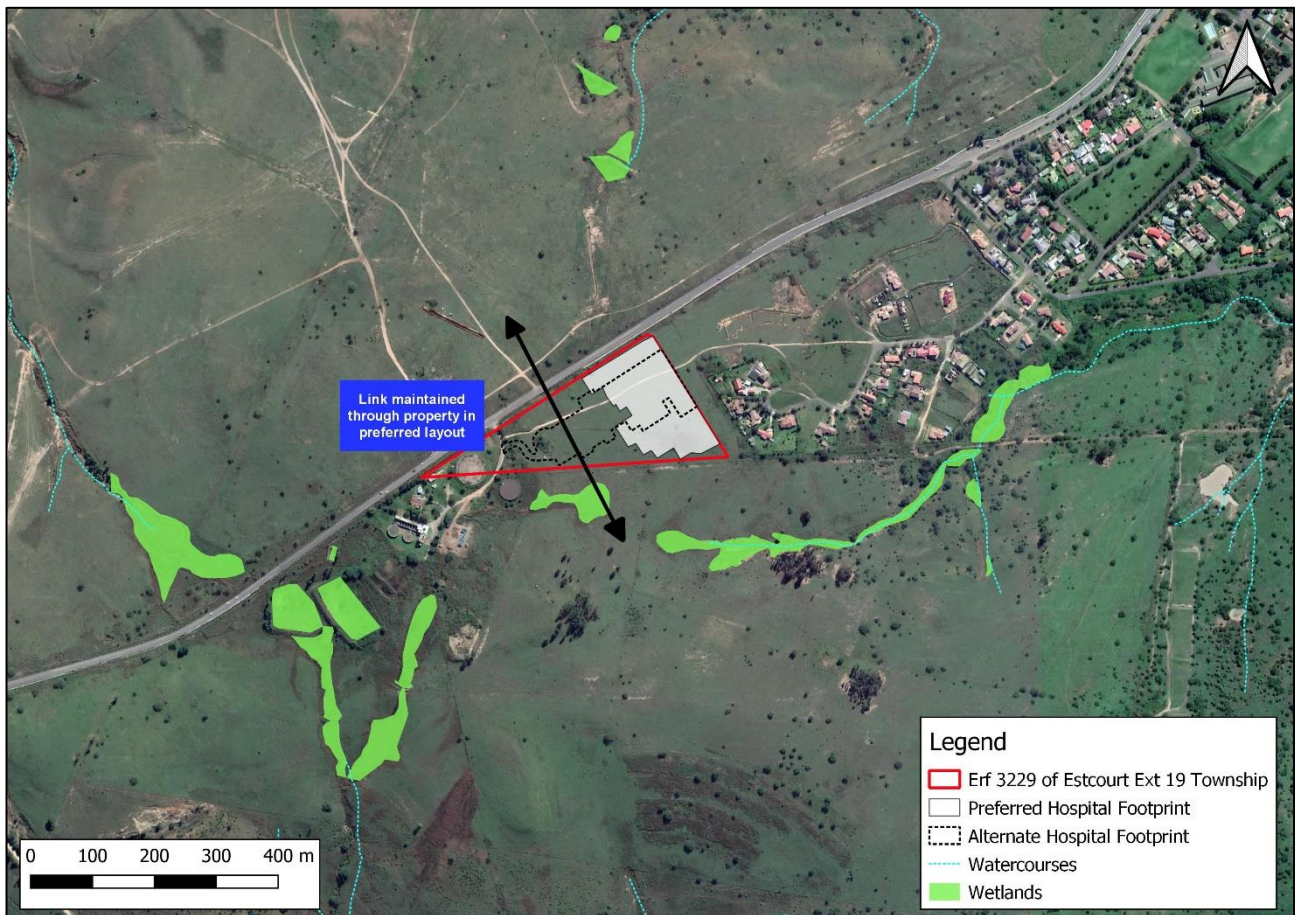 Link maintained
through property in
preferred layout
0 100 200 300 400 m
Legend
Erf 3229 of Estcourt Ext 19 Township
Preferred Hospital Footprint
Alternate Hospital Footprint
Watercourses
Wetlands